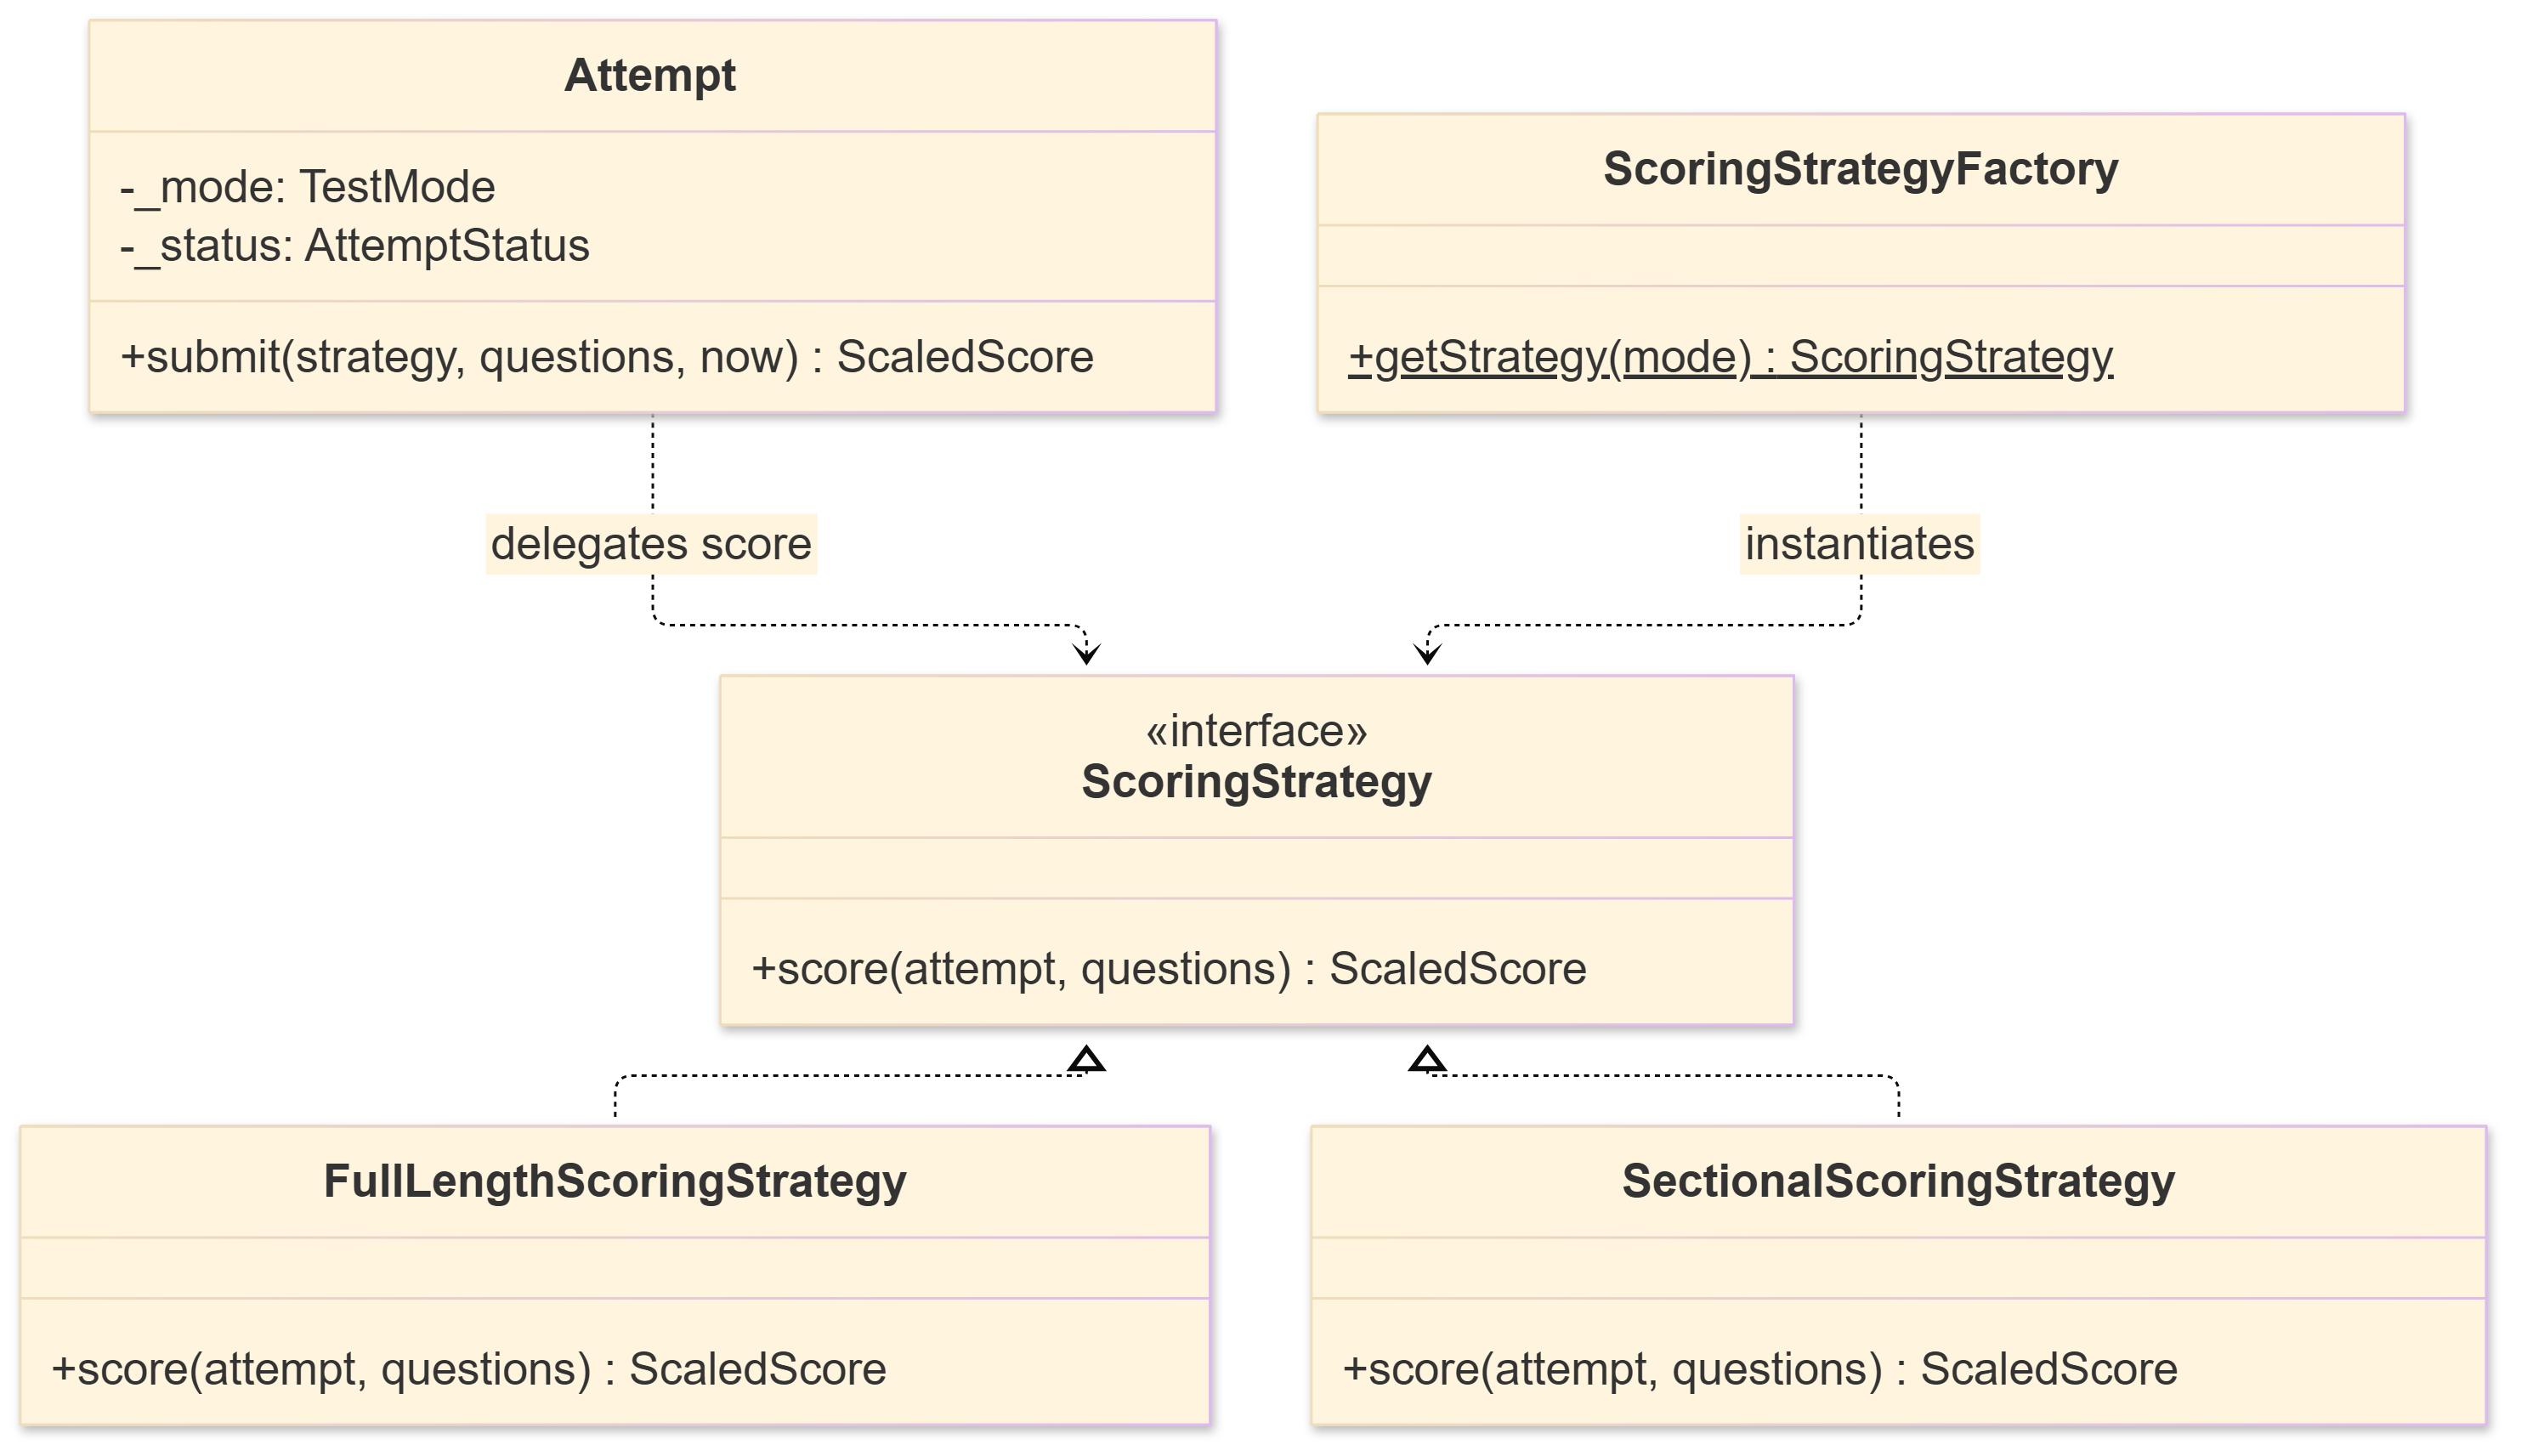 Attempt
-_mode: TestMode
-_status: AttemptStatus
+submit(strategy, questions, now) : ScaledScore
ScoringStrategyFactory
+getStrategy(mode) : ScoringStrategy
delegates score
instantiates
«interface»
ScoringStrategy
+score(attempt, questions) : ScaledScore
FullLengthScoringStrategy
+score(attempt, questions) : ScaledScore
SectionalScoringStrategy
+score(attempt, questions) : ScaledScore